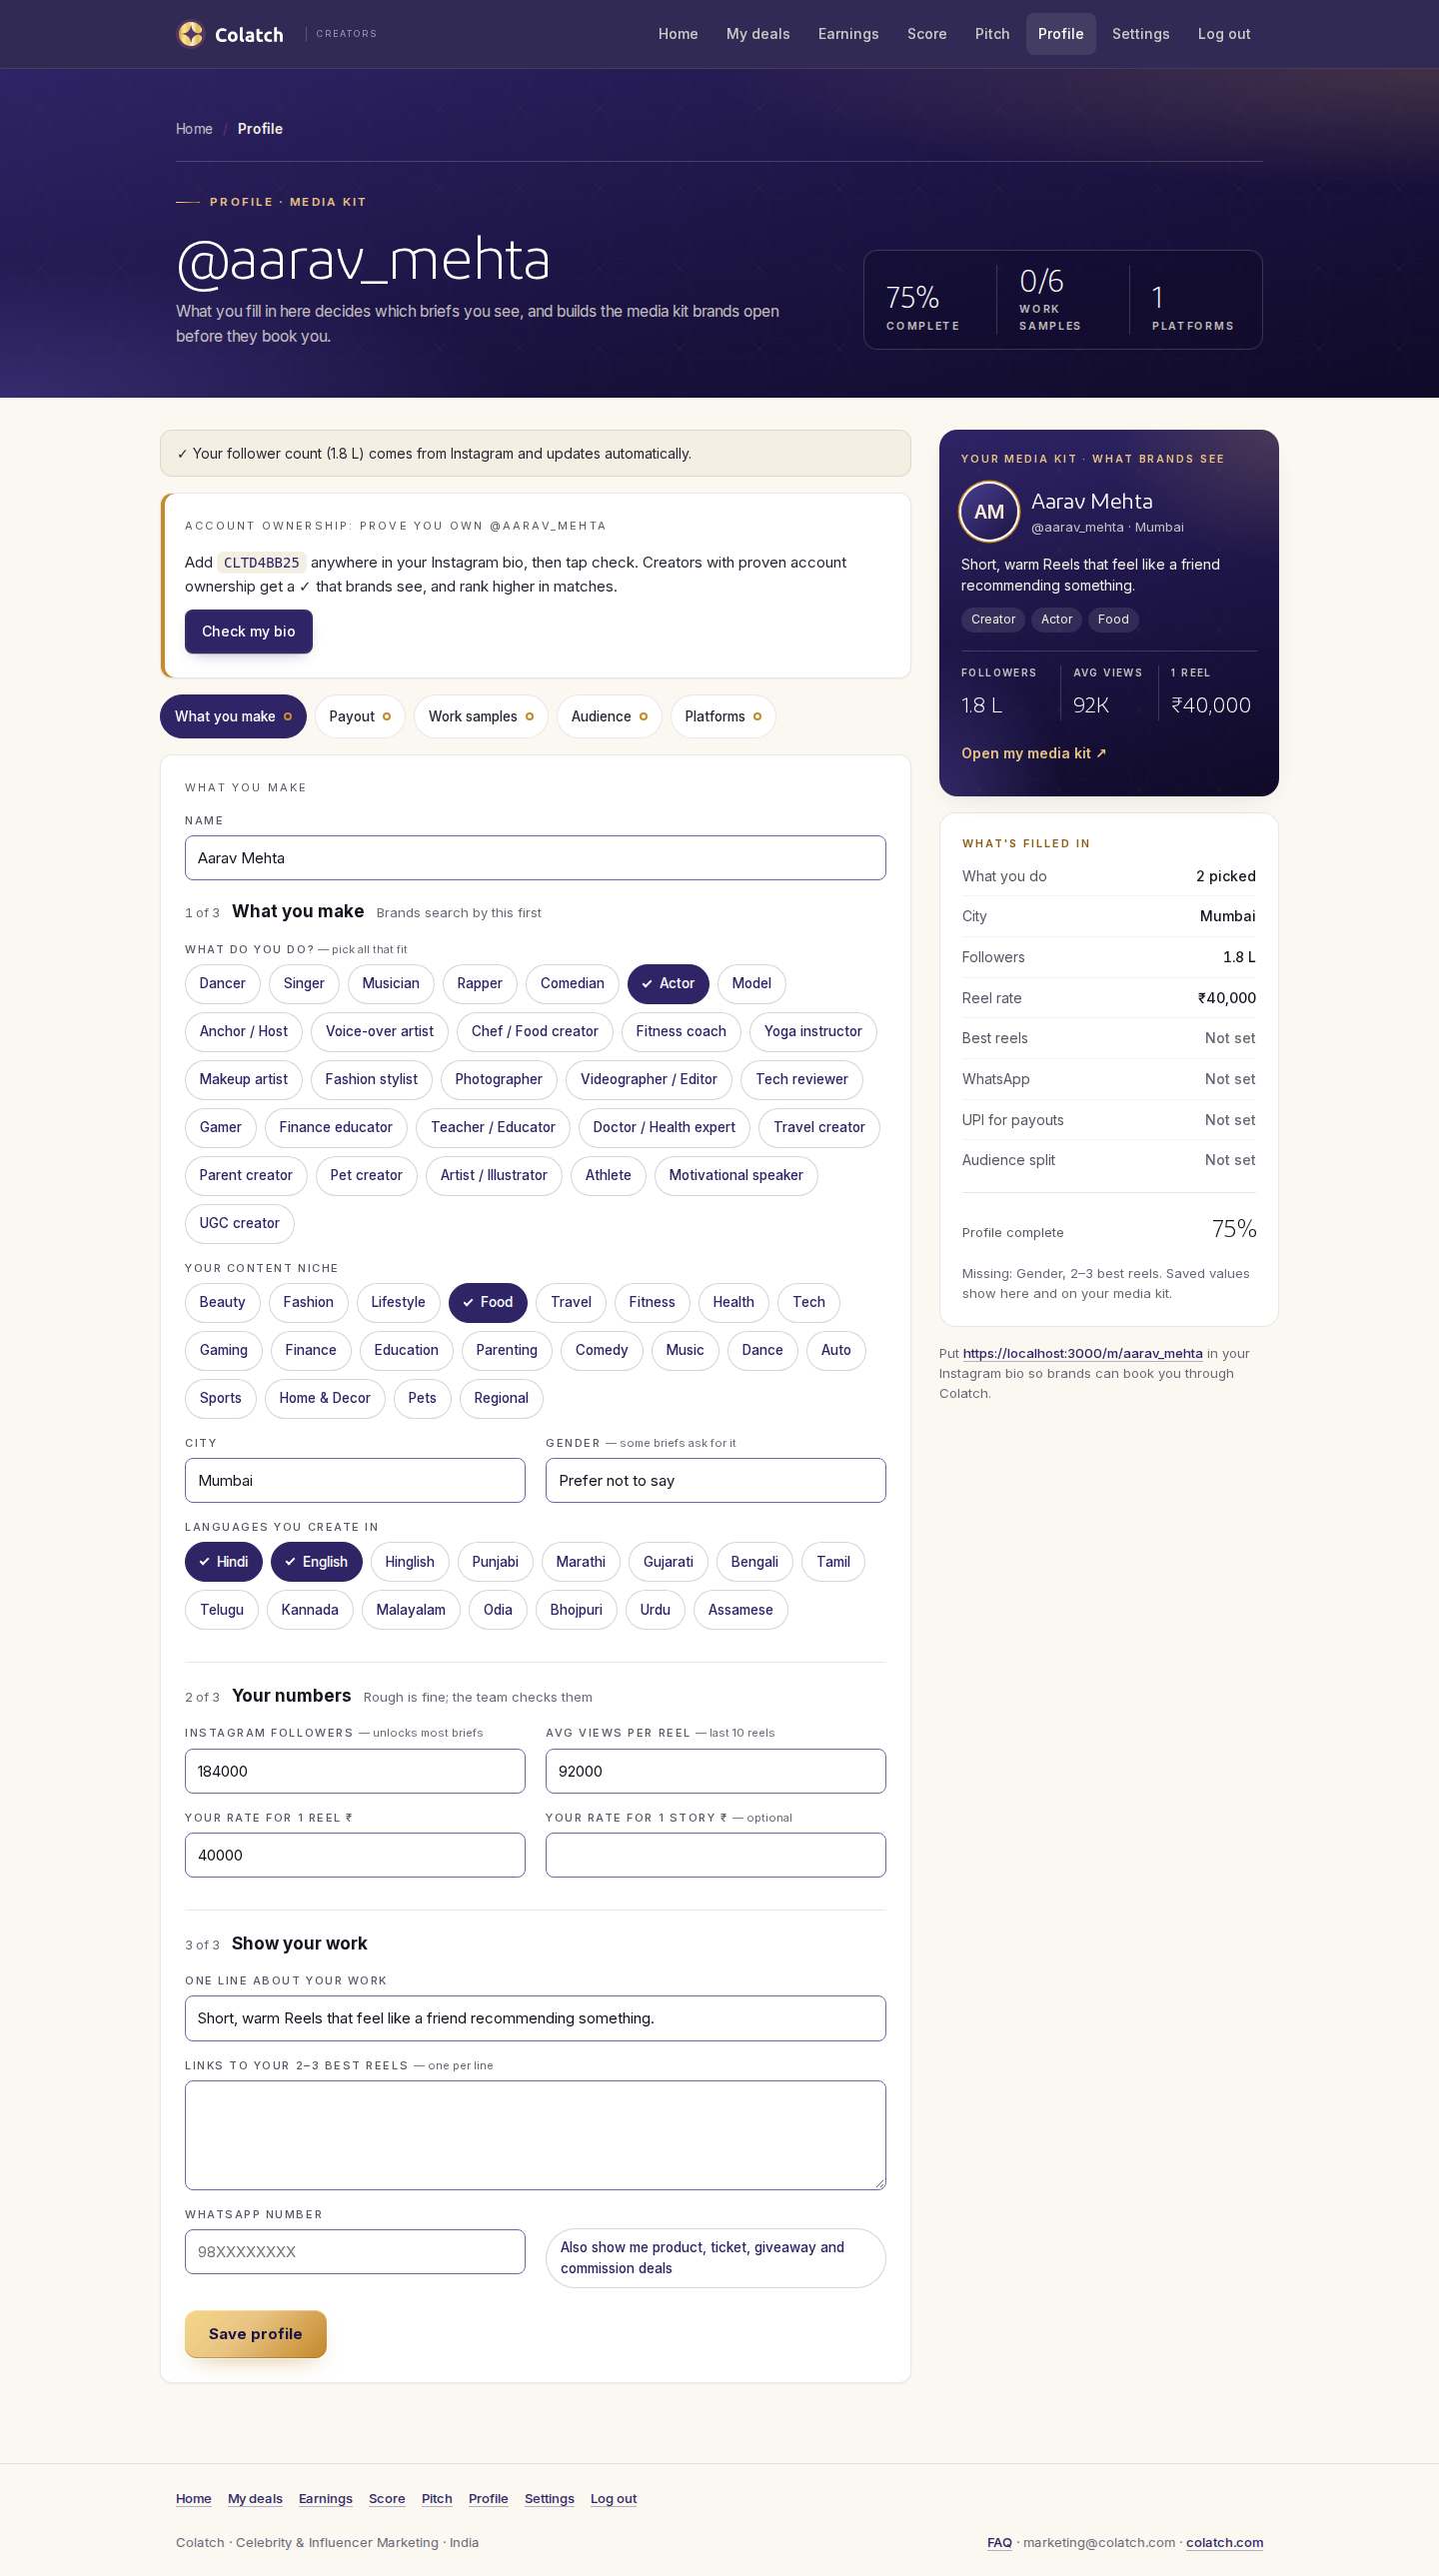 Colatch
CREATORS
Home My deals Earnings Score Pitch Profile Settings Log out
Home / Profile
PROFILE · MEDIA KIT
@aarav_mehta
What you fill in here decides which briefs you see, and builds the media kit brands open
before they book you.
75%
COMPLETE
0/6
WORK
SAMPLES
1
PLATFORMS
✓ Your follower count (1.8 L) comes from Instagram and updates automatically.
ACCOUNT OWNERSHIP: PROVE YOU OWN @AARAV_MEHTA
Add CLTD4BB25 anywhere in your Instagram bio, then tap check. Creators with proven account
ownership get a ✓ that brands see, and rank higher in matches.
Check my bio
What you make Payout Work samples Audience Platforms
WHAT YOU MAKE
NAME
Aarav Mehta
1 of 3 What you make Brands search by this first
WHAT DO YOU DO? — pick all that fit
Dancer Singer Musician Rapper Comedian ✓ Actor Model
Anchor / Host Voice-over artist Chef / Food creator Fitness coach Yoga instructor
Makeup artist Fashion stylist Photographer Videographer / Editor Tech reviewer
Gamer Finance educator Teacher / Educator Doctor / Health expert Travel creator
Parent creator Pet creator Artist / Illustrator Athlete Motivational speaker
UGC creator
YOUR CONTENT NICHE
Beauty Fashion Lifestyle ✓ Food Travel Fitness Health Tech
Gaming Finance Education Parenting Comedy Music Dance Auto
Sports Home & Decor Pets Regional
CITY
Mumbai
GENDER — some briefs ask for it
Prefer not to say
LANGUAGES YOU CREATE IN
✓ Hindi ✓ English Hinglish Punjabi Marathi Gujarati Bengali Tamil
Telugu Kannada Malayalam Odia Bhojpuri Urdu Assamese
2 of 3 Your numbers Rough is fine; the team checks them
INSTAGRAM FOLLOWERS — unlocks most briefs
184000
AVG VIEWS PER REEL — last 10 reels
92000
YOUR RATE FOR 1 REEL ₹
40000
YOUR RATE FOR 1 STORY ₹ — optional
3 of 3 Show your work
ONE LINE ABOUT YOUR WORK
Short, warm Reels that feel like a friend recommending something.
LINKS TO YOUR 2–3 BEST REELS — one per line
WHATSAPP NUMBER
98XXXXXXXX
Also show me product, ticket, giveaway and
commission deals
Save profile
YOUR MEDIA KIT · WHAT BRANDS SEE
AM
Aarav Mehta
@aarav_mehta · Mumbai
Short, warm Reels that feel like a friend
recommending something.
Creator Actor Food
FOLLOWERS
1.8 L
AVG VIEWS
92K
1 REEL
₹40,000
Open my media kit ↗
WHAT'S FILLED IN
What you do 2 picked
City Mumbai
Followers 1.8 L
Reel rate ₹40,000
Best reels Not set
WhatsApp Not set
UPI for payouts Not set
Audience split Not set
Profile complete 75%
Missing: Gender, 2–3 best reels. Saved values
show here and on your media kit.
Put https://localhost:3000/m/aarav_mehta in your
Instagram bio so brands can book you through
Colatch.
Home My deals Earnings Score Pitch Profile Settings Log out
Colatch · Celebrity & Influencer Marketing · India
FAQ · marketing@colatch.com · colatch.com